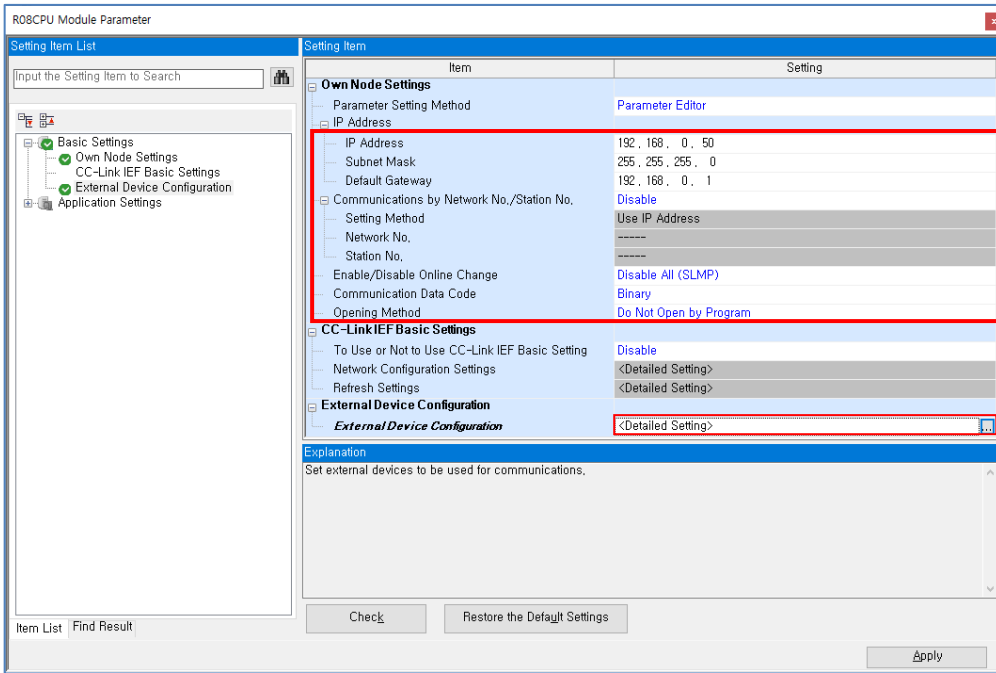 R08CPU Module Parameter
x
Setting Item List
Input the Setting Item to Search
Basic Settings
Own Node Settings
CC-Link IEF Basic Settings
External Device Configuration
Application Settings
Item List
Find Result
Setting Item
Item Setting
Own Node Settings
Parameter Setting Method Parameter Editor
IP Address
IP Address 192 . 168 . 0 . 50
Subnet Mask 255 . 255 . 255 . 0
Default Gateway 192 . 168 . 0 . 1
Communications by Network No./Station No. Disable
Setting Method Use IP Address
Network No. -----
Station No. -----
Enable/Disable Online Change Disable All (SLMP)
Communication Data Code Binary
Opening Method Do Not Open by Program
CC-Link IEF Basic Settings
To Use or Not to Use CC-Link IEF Basic Setting Disable
Network Configuration Settings <Detailed Setting>
Refresh Settings <Detailed Setting>
External Device Configuration
External Device Configuration <Detailed Setting> ...
Explanation
Set external devices to be used for communications.
Check Restore the Default Settings
Apply